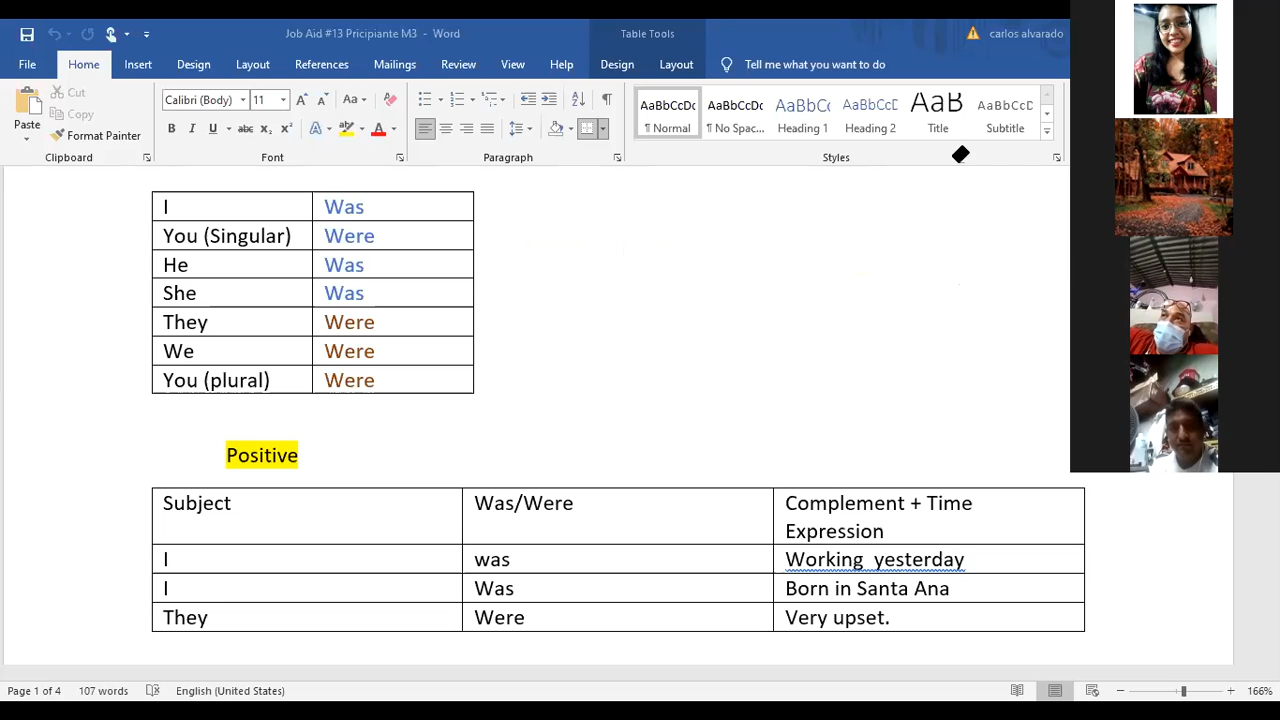 Job Aid #13 Pricipiante M3 - Word
Table Tools
carlos alvarado
File Home Insert Design Layout References Mailings Review View Help Design Layout Tell me what you want to do
Paste
Cut
Copy
Format Painter
Clipboard
Calibri (Body) 11
Font
Paragraph
AaBbCcDc AaBbCcDc AaBbCc AaBbCcD AaB AaBbCcD
¶ Normal ¶ No Spac... Heading 1 Heading 2 Title Subtitle
Styles
I Was
You (Singular) Were
He Was
She Was
They Were
We Were
You (plural) Were
Positive
Subject Was/Were Complement + Time
Expression
I was Working yesterday
I Was Born in Santa Ana
They Were Very upset.
Page 1 of 4 107 words English (United States) 166%